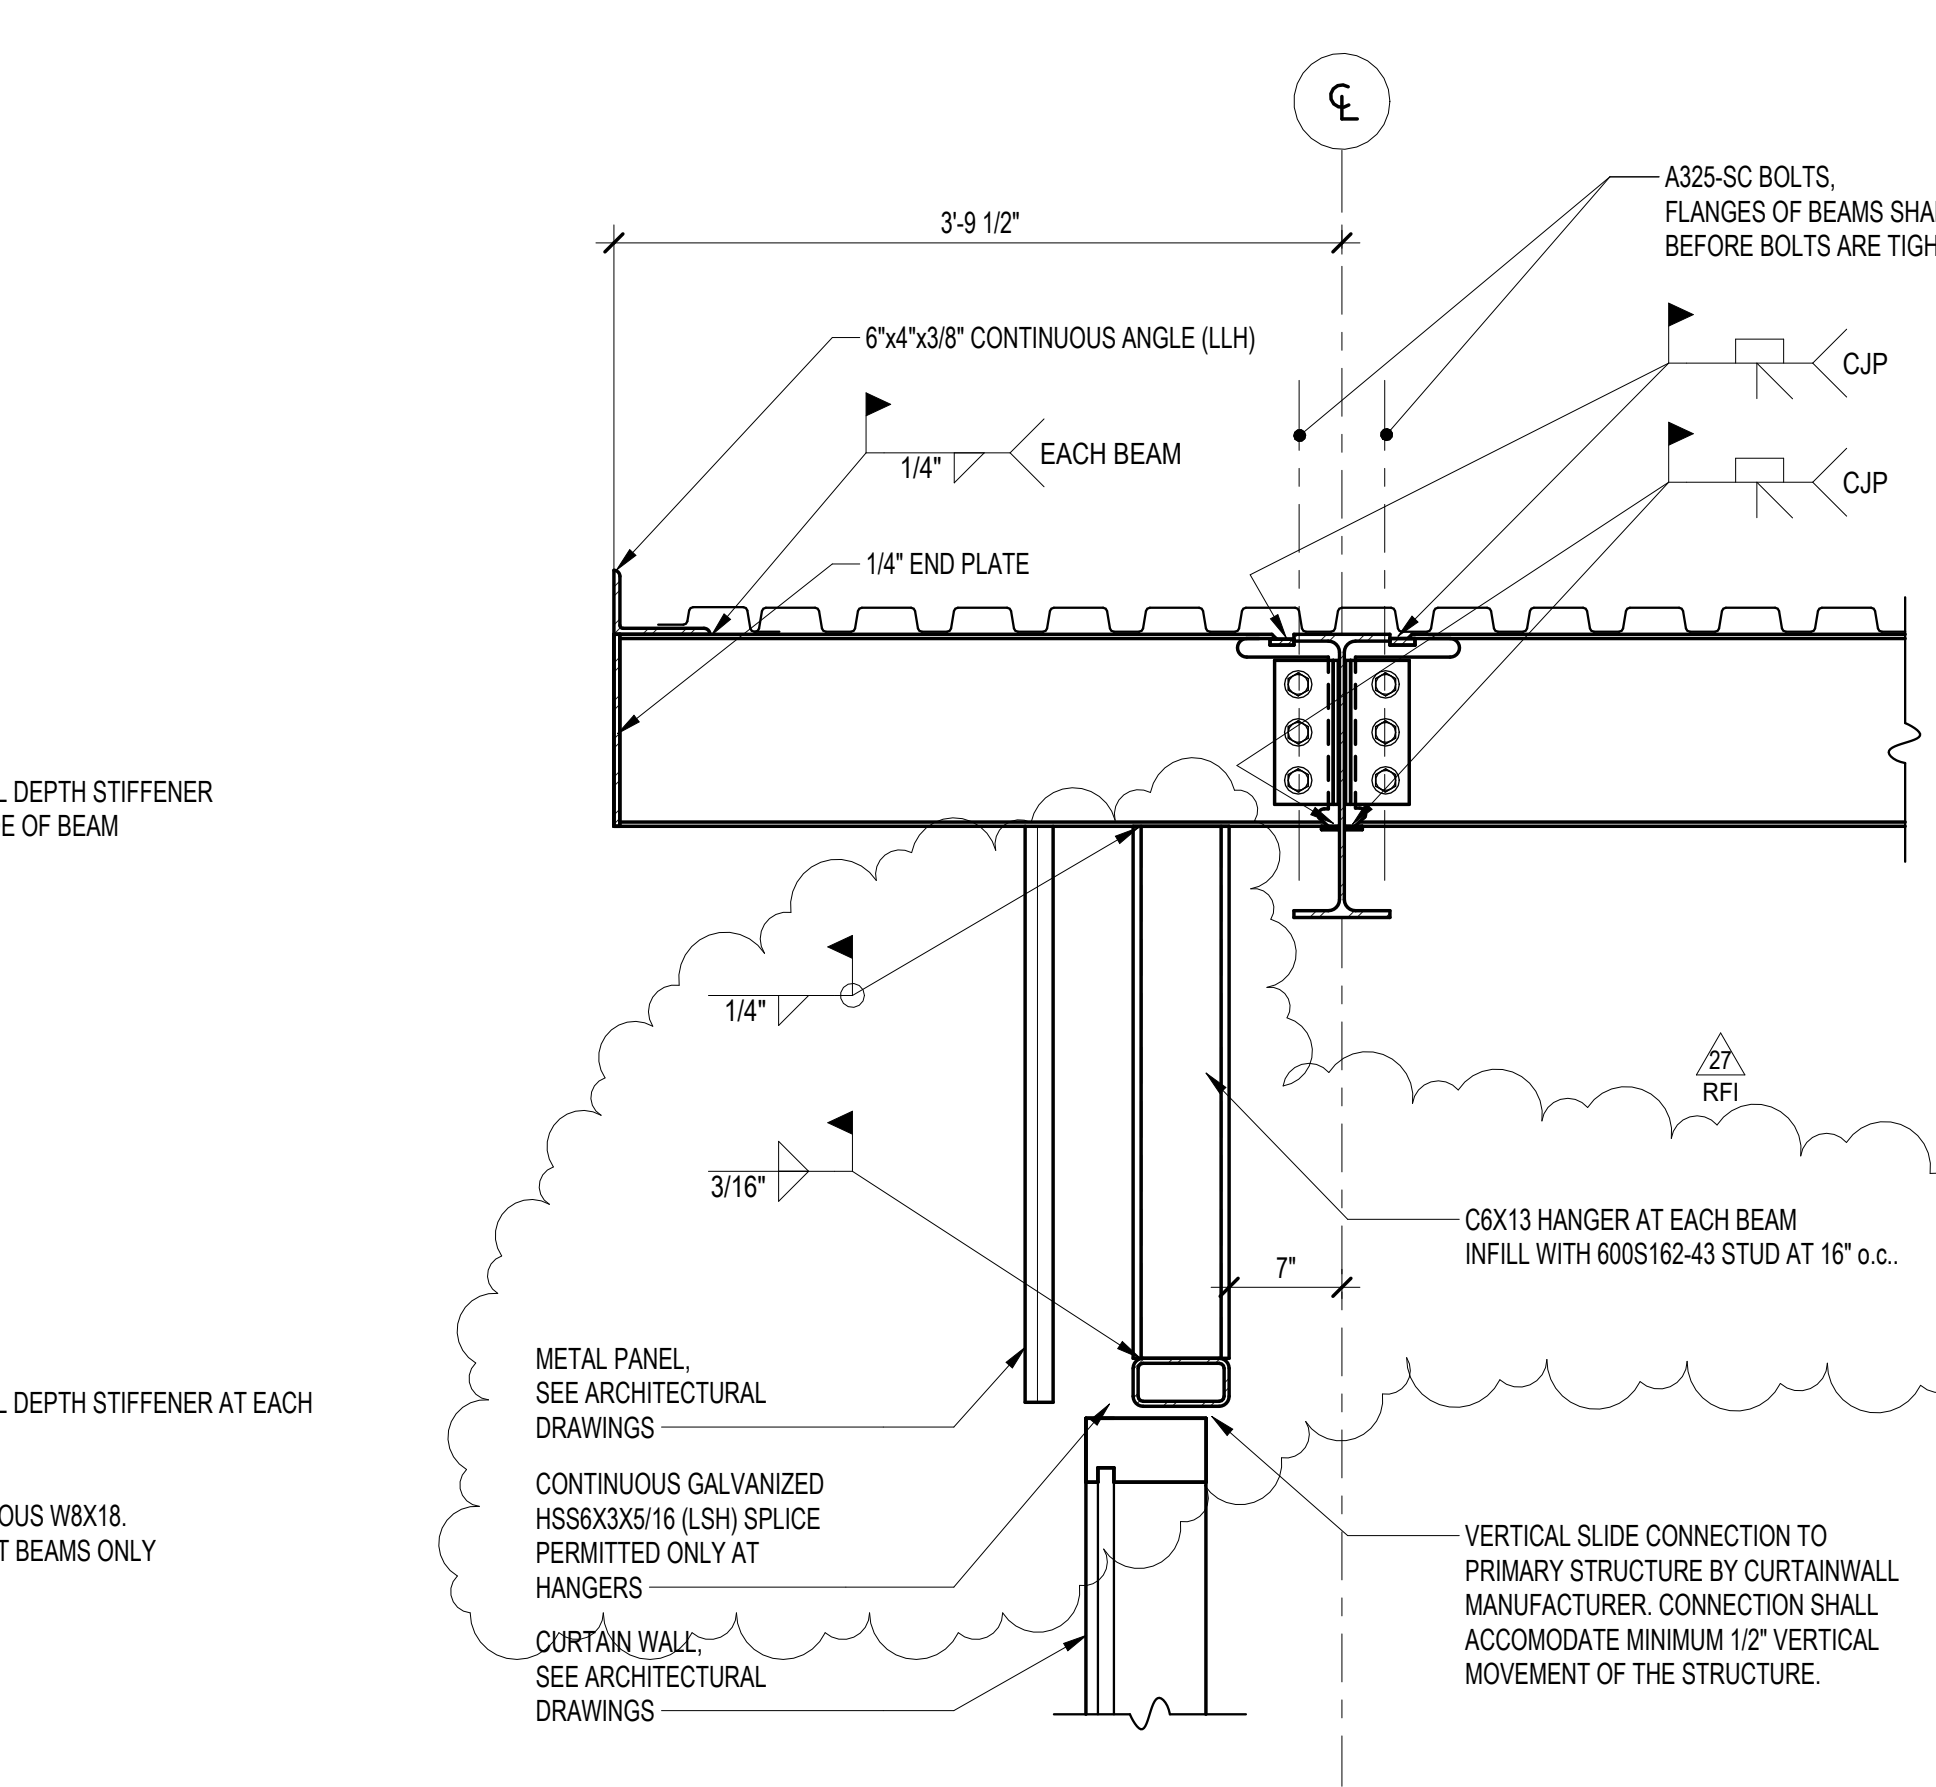 ℄
A325-SC BOLTS,
FLANGES OF BEAMS
BEFORE BOLTS ARE
3'-9 1/2"
6"x4"x3/8" CONTINUOUS ANGLE (LLH)
CJP
1/4" EACH BEAM
CJP
1/4" END PLATE
DEPTH STIFFENER
OF BEAM
1/4"
27
RFI
3/16"
C6X13 HANGER AT EACH BEAM
INFILL WITH 600S162-43 STUD AT 16" o.c..
7"
METAL PANEL,
SEE ARCHITECTURAL
DRAWINGS
DEPTH STIFFENER AT EACH
CONTINUOUS GALVANIZED
HSS6X3X5/16 (LSH) SPLICE
PERMITTED ONLY AT
HANGERS
W8X18.
BEAMS ONLY
VERTICAL SLIDE CONNECTION TO
PRIMARY STRUCTURE BY CURTAINWALL
MANUFACTURER. CONNECTION SHALL
ACCOMODATE MINIMUM 1/2" VERTICAL
MOVEMENT OF THE STRUCTURE.
CURTAIN WALL,
SEE ARCHITECTURAL
DRAWINGS